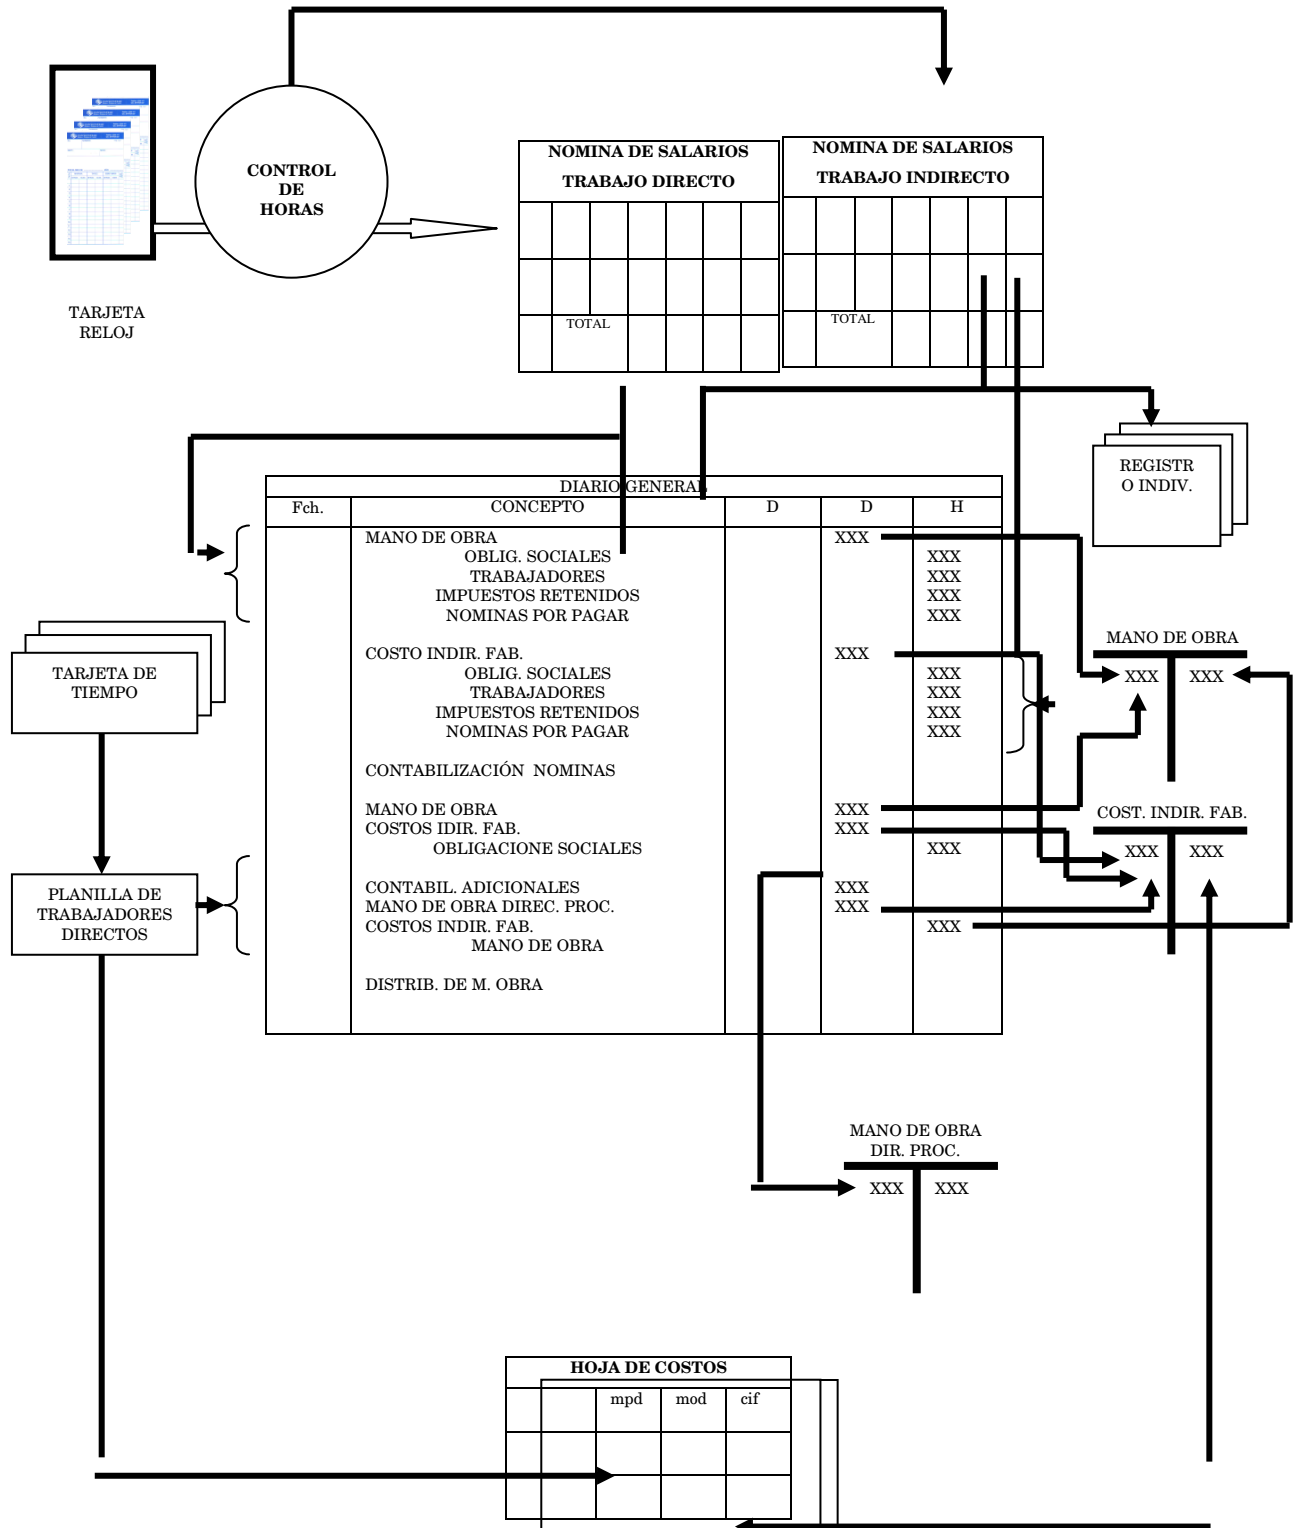 CONTROL
DE
HORAS
TARJETA
RELOJ
NOMINA DE SALARIOS
TRABAJO DIRECTO
TOTAL
NOMINA DE SALARIOS
TRABAJO INDIRECTO
TOTAL
REGISTR
O INDIV.
DIARIO GENERAL
Fch. CONCEPTO D D H
MANO DE OBRA XXX
OBLIG. SOCIALES XXX
TRABAJADORES XXX
IMPUESTOS RETENIDOS XXX
NOMINAS POR PAGAR XXX
COSTO INDIR. FAB. XXX
OBLIG. SOCIALES XXX
TRABAJADORES XXX
IMPUESTOS RETENIDOS XXX
NOMINAS POR PAGAR XXX
CONTABILIZACIÓN NOMINAS
MANO DE OBRA XXX
COSTOS IDIR. FAB. XXX
OBLIGACIONE SOCIALES XXX
CONTABIL. ADICIONALES XXX
MANO DE OBRA DIREC. PROC. XXX
COSTOS INDIR. FAB. XXX
MANO DE OBRA
DISTRIB. DE M. OBRA
TARJETA DE
TIEMPO
PLANILLA DE
TRABAJADORES
DIRECTOS
MANO DE OBRA
XXX XXX
COST. INDIR. FAB.
XXX XXX
MANO DE OBRA
DIR. PROC.
XXX XXX
HOJA DE COSTOS
mpd mod cif